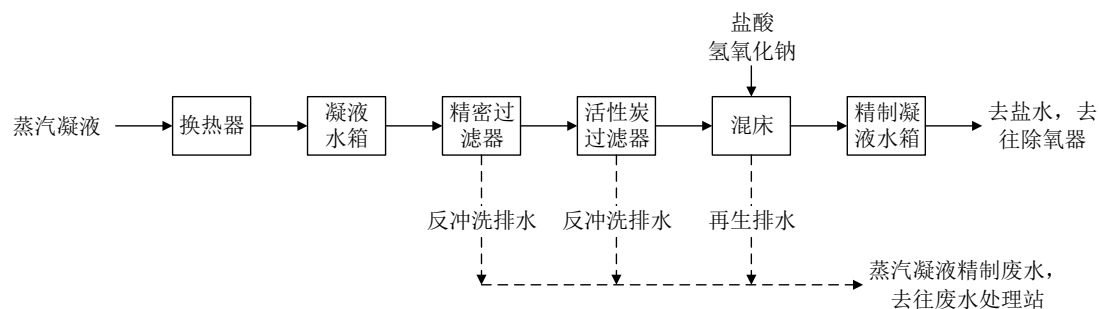 盐酸
氢氧化钠
蒸汽凝液
换热器
凝液
水箱
精密过
滤器
活性炭
过滤器
混床
精制凝
液水箱
去盐水，去
往除氧器
反冲洗排水
反冲洗排水
再生排水
蒸汽凝液精制废水，
去往废水处理站